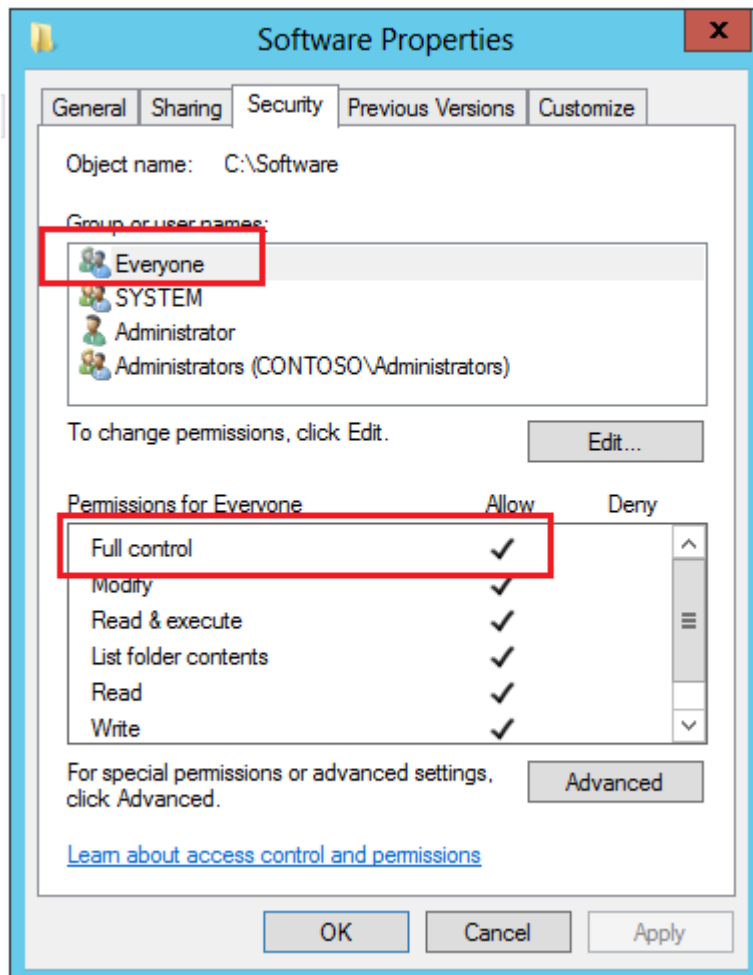 Software Properties
x
General Sharing Security Previous Versions Customize
Object name: C:\Software
Group or user names:
Everyone
SYSTEM
Administrator
Administrators (CONTOSO\Administrators)
To change permissions, click Edit.
Edit...
Permissions for Everyone Allow Deny
Full control
Modify
Read & execute
List folder contents
Read
Write
For special permissions or advanced settings,
click Advanced.
Advanced
Learn about access control and permissions
OK Cancel Apply